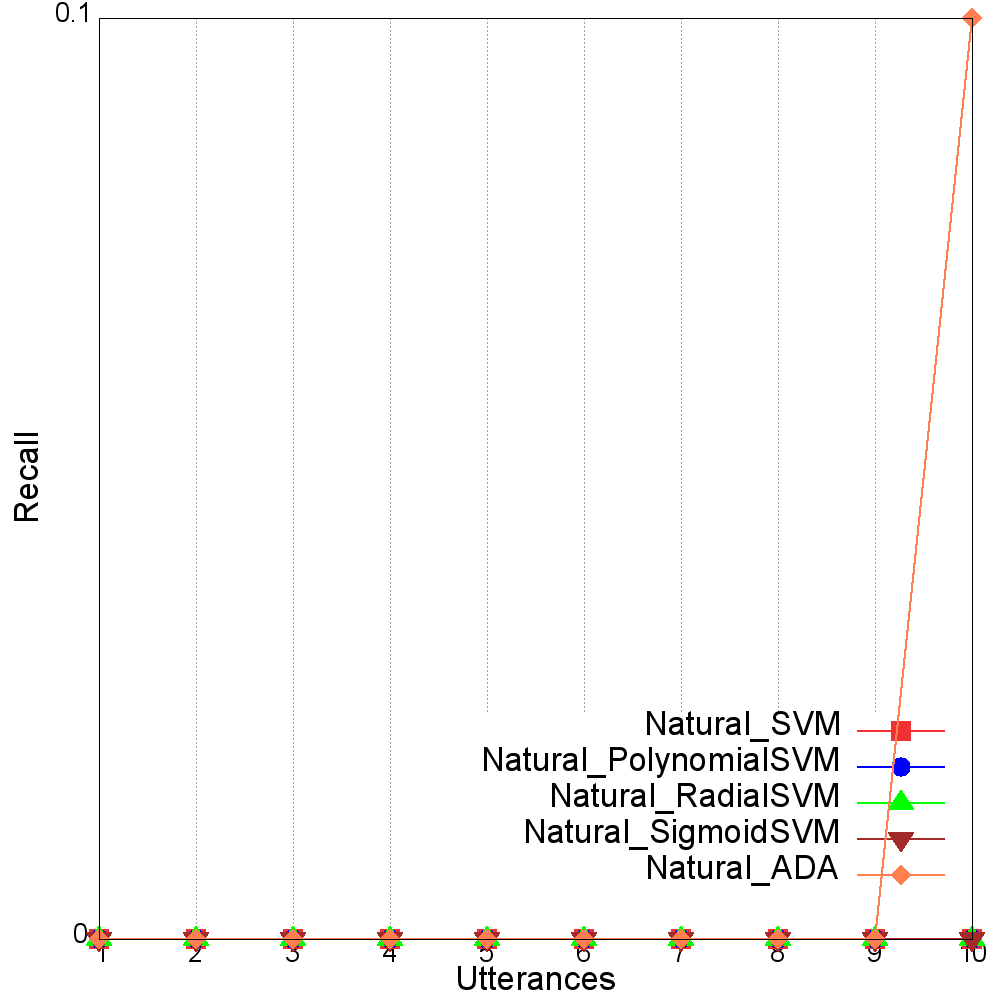 0.1
Recall
Natural_SVM
Natural_PolynomialSVM
Natural_RadialSVM
Natural_SigmoidSVM
Natural_ADA
0
1 2 3 4 5 6 7 8 9 10
Utterances